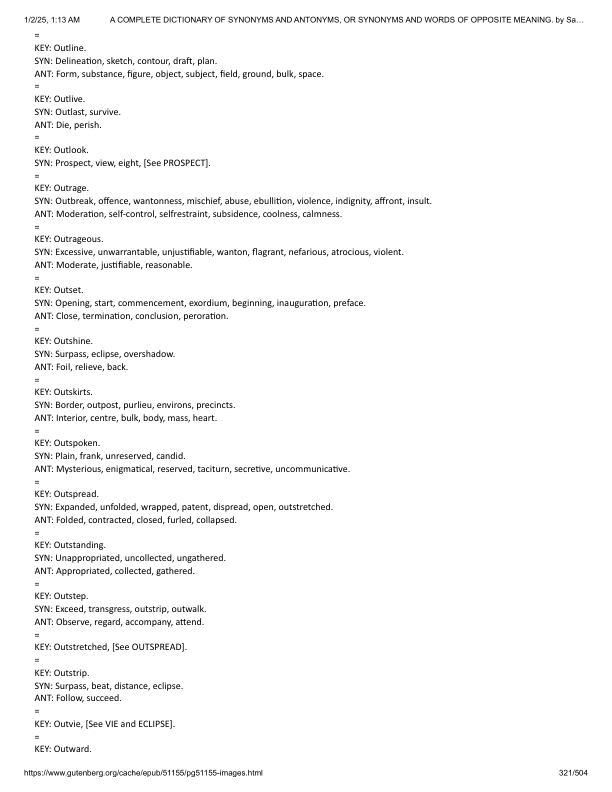 1/2/25, 1:13 AM A COMPLETE DICTIONARY OF SYNONYMS AND ANTONYMS, OR SYNONYMS AND WORDS OF OPPOSITE MEANING. by Sa…
=
KEY: Outline.
SYN: Delineation, sketch, contour, draft, plan.
ANT: Form, substance, figure, object, subject, field, ground, bulk, space.
=
KEY: Outlive.
SYN: Outlast, survive.
ANT: Die, perish.
=
KEY: Outlook.
SYN: Prospect, view, eight, [See PROSPECT].
=
KEY: Outrage.
SYN: Outbreak, offence, wantonness, mischief, abuse, ebullition, violence, indignity, affront, insult.
ANT: Moderation, self-control, selfrestraint, subsidence, coolness, calmness.
=
KEY: Outrageous.
SYN: Excessive, unwarrantable, unjustifiable, wanton, flagrant, nefarious, atrocious, violent.
ANT: Moderate, justifiable, reasonable.
=
KEY: Outset.
SYN: Opening, start, commencement, exordium, beginning, inauguration, preface.
ANT: Close, termination, conclusion, peroration.
=
KEY: Outshine.
SYN: Surpass, eclipse, overshadow.
ANT: Foil, relieve, back.
=
KEY: Outskirts.
SYN: Border, outpost, purlieu, environs, precincts.
ANT: Interior, centre, bulk, body, mass, heart.
=
KEY: Outspoken.
SYN: Plain, frank, unreserved, candid.
ANT: Mysterious, enigmatical, reserved, taciturn, secretive, uncommunicative.
=
KEY: Outspread.
SYN: Expanded, unfolded, wrapped, patent, dispread, open, outstretched.
ANT: Folded, contracted, closed, furled, collapsed.
=
KEY: Outstanding.
SYN: Unappropriated, uncollected, ungathered.
ANT: Appropriated, collected, gathered.
=
KEY: Outstep.
SYN: Exceed, transgress, outstrip, outwalk.
ANT: Observe, regard, accompany, attend.
=
KEY: Outstretched, [See OUTSPREAD].
=
KEY: Outstrip.
SYN: Surpass, beat, distance, eclipse.
ANT: Follow, succeed.
=
KEY: Outvie, [See VIE and ECLIPSE].
=
KEY: Outward.
https://www.gutenberg.org/cache/epub/51155/pg51155-images.html 321/504